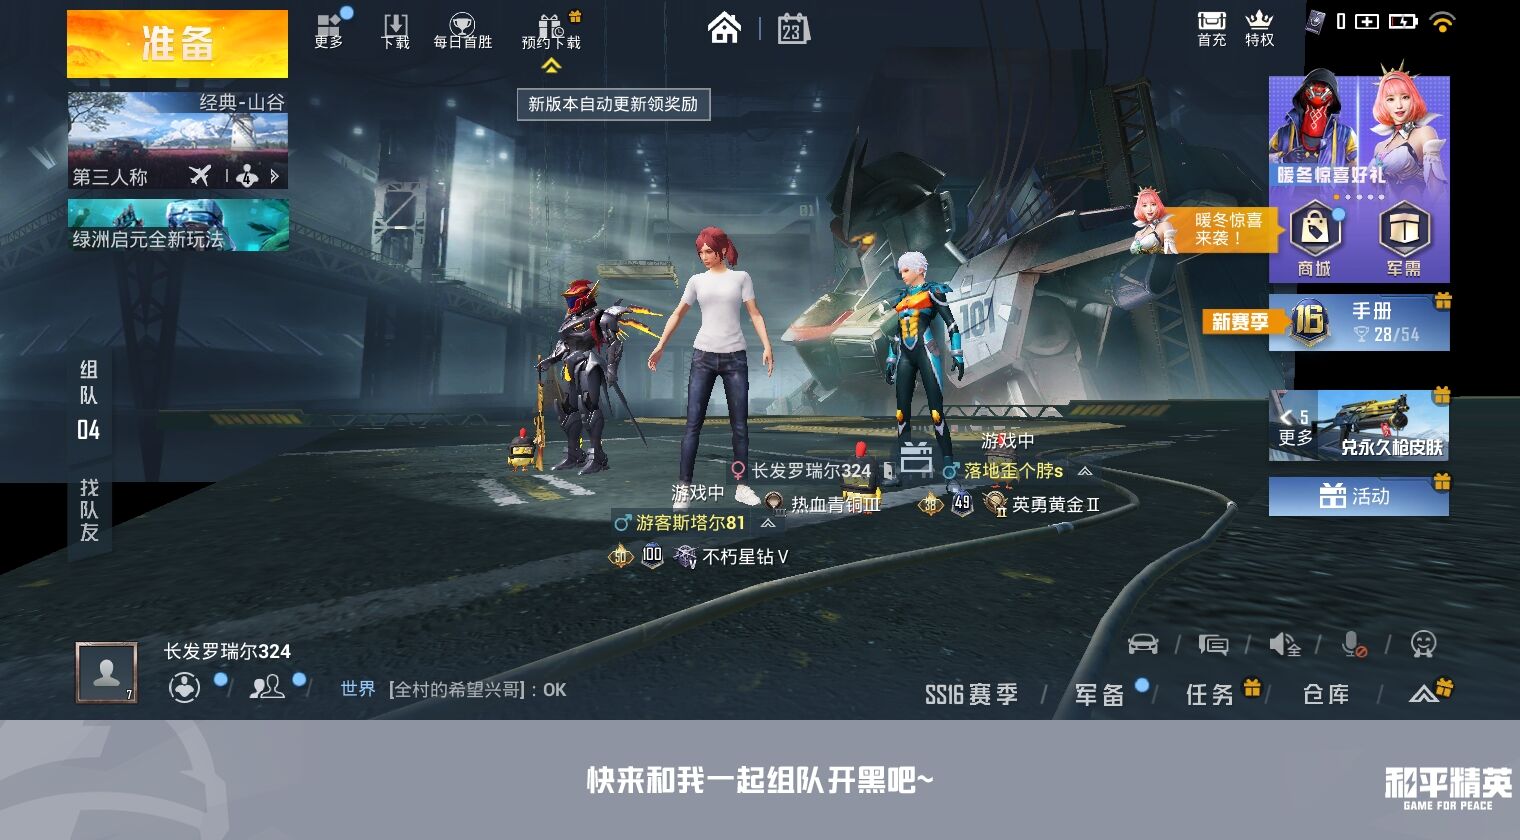 准备
更多
下载
每日首胜
预约下载
23
首充
特权
新版本自动更新领奖励
经典-山谷
第三人称
4
绿洲启元全新玩法
暖冬惊喜好礼
暖冬惊喜
来袭！
商城
军需
新赛季
16
手册
28/54
5
更多
兑永久枪皮肤
活动
组队
04
找队友
01
101
游戏中
长发罗瑞尔324
落地歪个脖s
游戏中
热血青铜III
38
49
英勇黄金II
游客斯塔尔81
50
100
不朽星钻V
长发罗瑞尔324
7
世界 [全村的希望兴哥]：OK
全
SS16赛季
军备
任务
仓库
快来和我一起组队开黑吧~
和平精英
GAME FOR PEACE